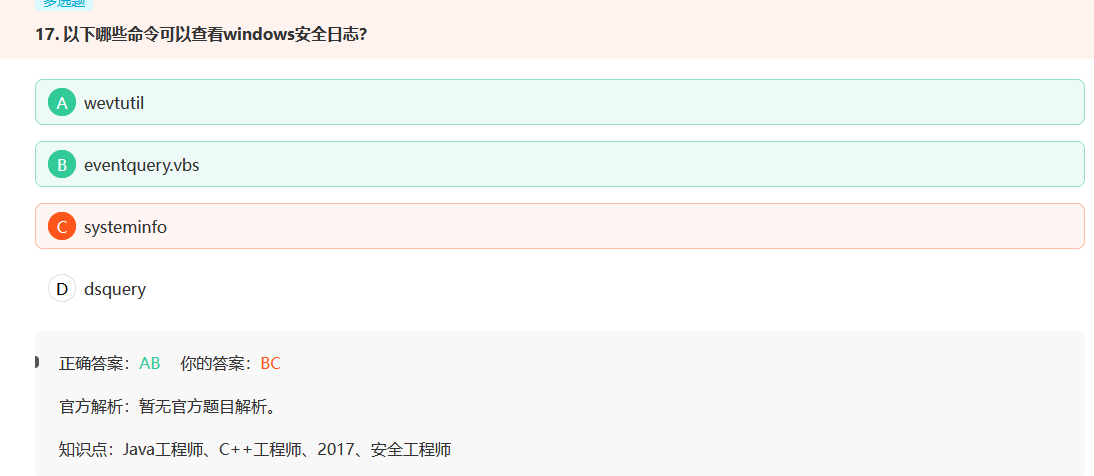 多选题
17. 以下哪些命令可以查看windows安全日志?
A wevtutil
B eventquery.vbs
C systeminfo
D dsquery
正确答案：AB 你的答案：BC
官方解析：暂无官方题目解析。
知识点：Java工程师、C++工程师、2017、安全工程师